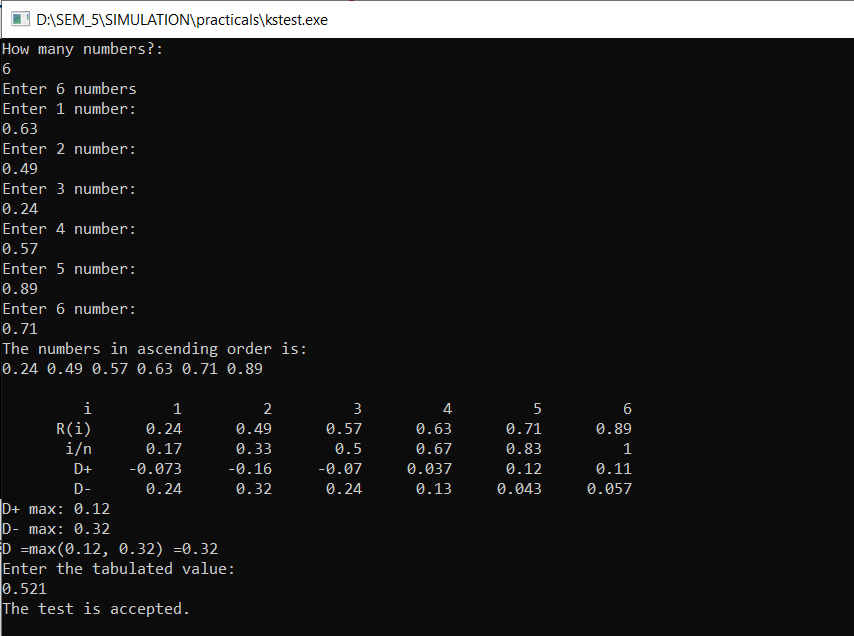 D:\SEM_5\SIMULATION\practicals\kstest.exe
How many numbers?:
6
Enter 6 numbers
Enter 1 number:
0.63
Enter 2 number:
0.49
Enter 3 number:
0.24
Enter 4 number:
0.57
Enter 5 number:
0.89
Enter 6 number:
0.71
The numbers in ascending order is:
0.24 0.49 0.57 0.63 0.71 0.89
i 1 2 3 4 5 6
R(i) 0.24 0.49 0.57 0.63 0.71 0.89
i/n 0.17 0.33 0.5 0.67 0.83 1
D+ -0.073 -0.16 -0.07 0.037 0.12 0.11
D- 0.24 0.32 0.24 0.13 0.043 0.057
D+ max: 0.12
D- max: 0.32
D =max(0.12, 0.32) =0.32
Enter the tabulated value:
0.521
The test is accepted.